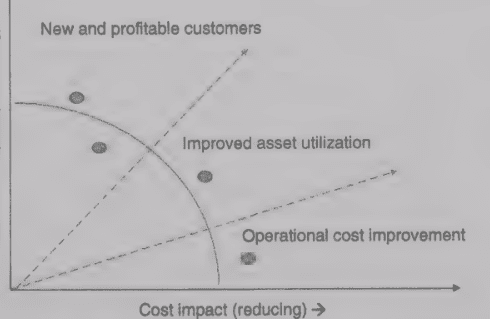 New and profitable customers
Improved asset utilization
Operational cost improvement
Cost impact (reducing) →